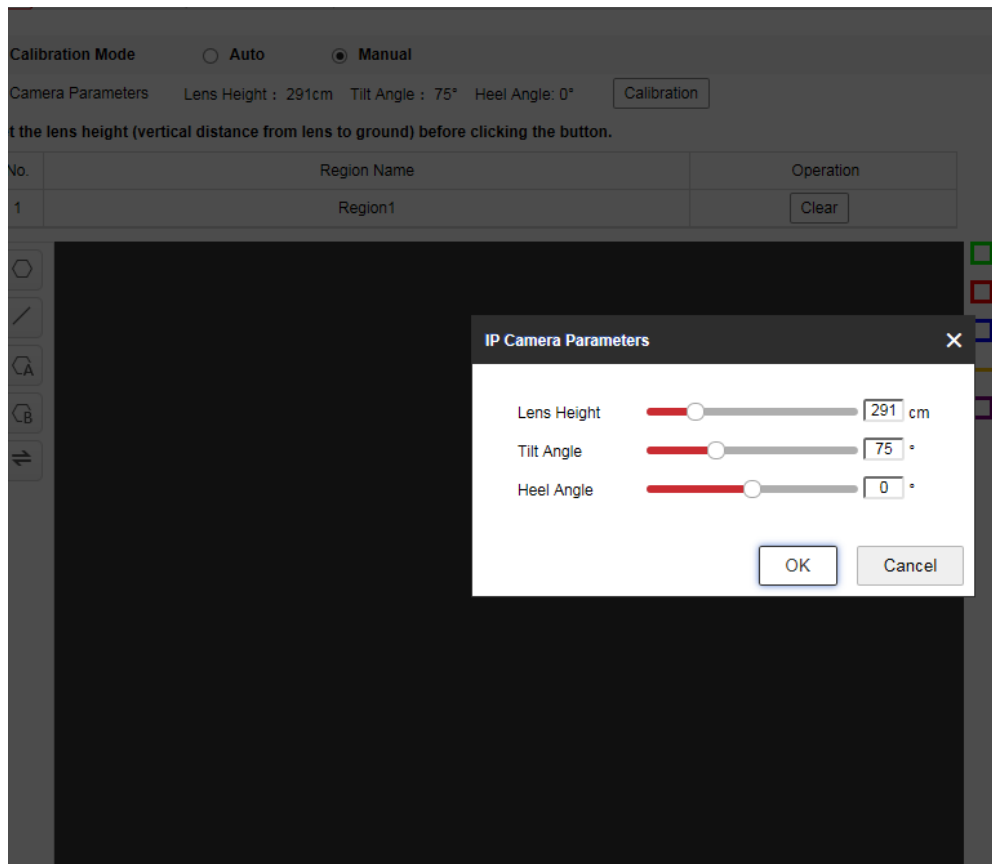 Calibration Mode Auto Manual
Camera Parameters Lens Height : 291cm Tilt Angle : 75° Heel Angle: 0° Calibration
t the lens height (vertical distance from lens to ground) before clicking the button.
No. Region Name Operation
1 Region1 Clear
A
B
IP Camera Parameters
Lens Height 291 cm
Tilt Angle 75 °
Heel Angle 0 °
OK Cancel